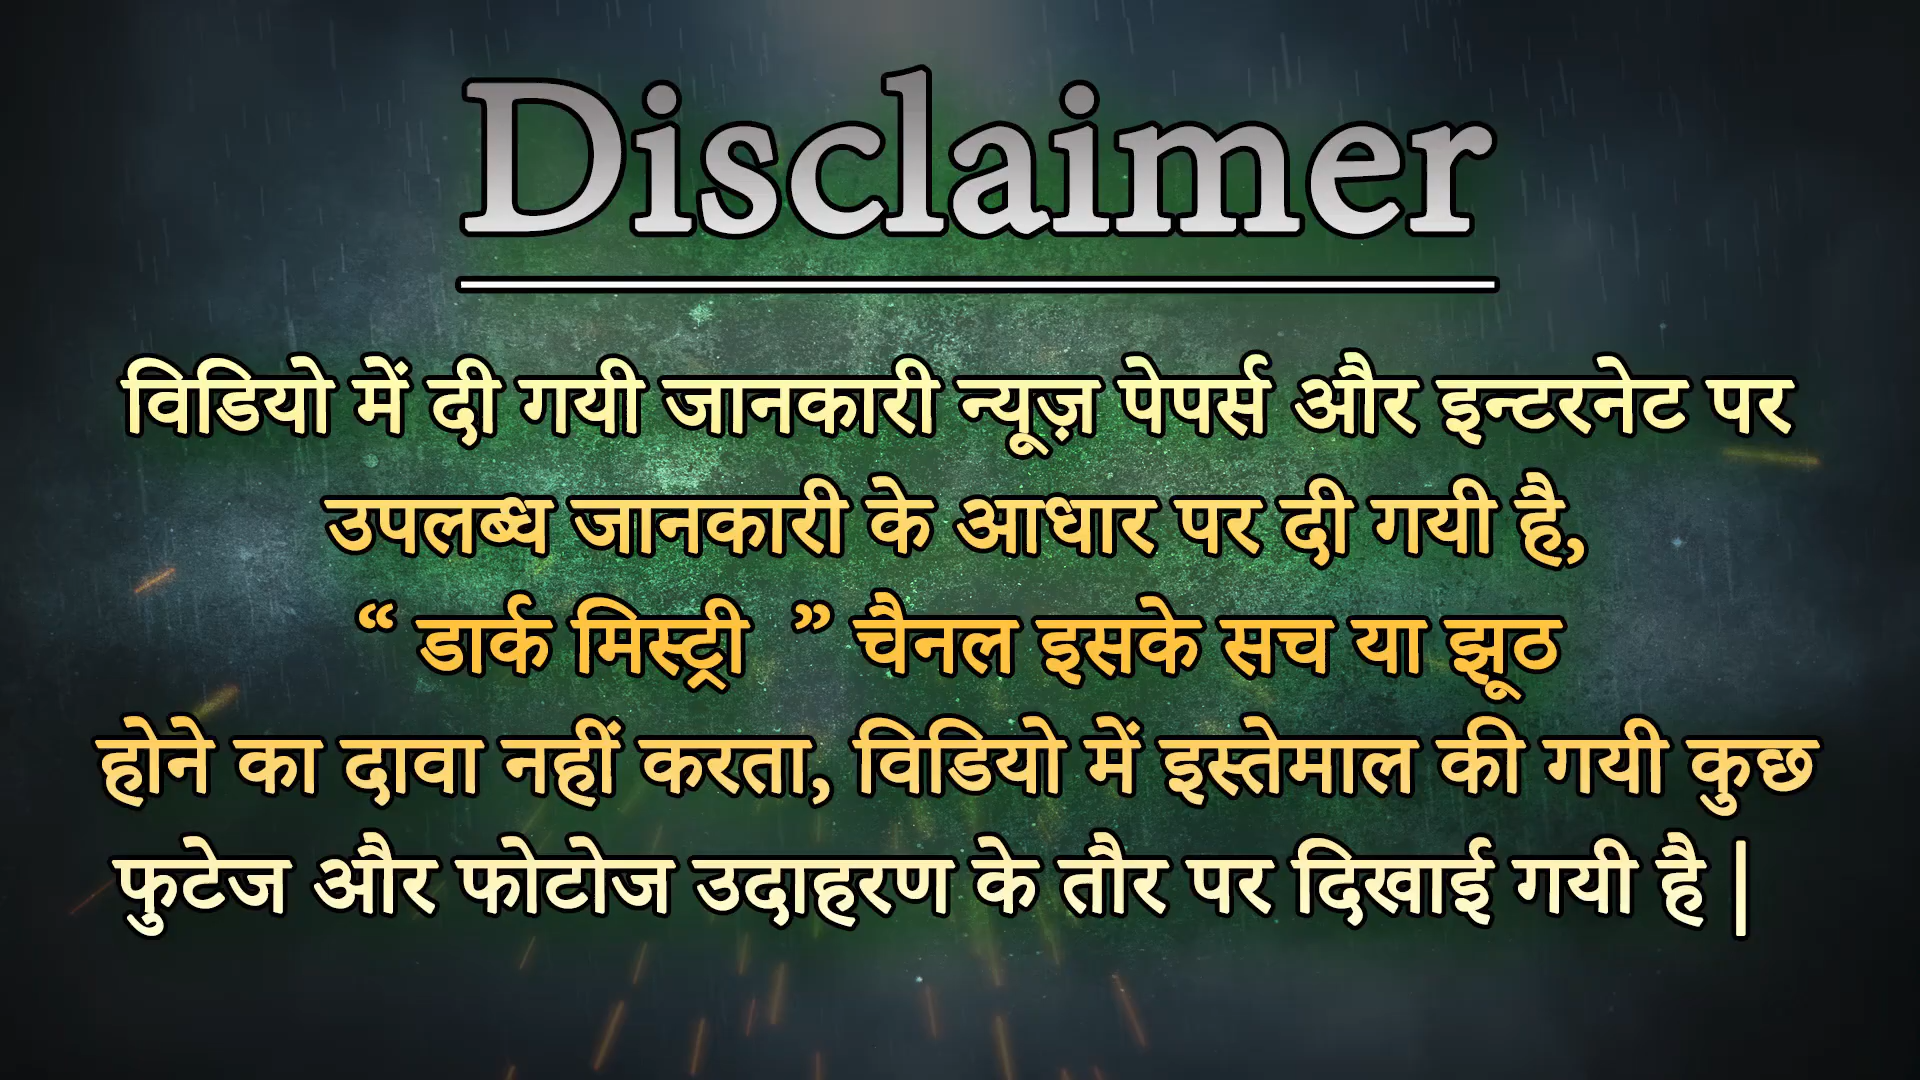 Disclaimer
विडियो में दी गयी जानकारी न्यूज़ पेपर्स और इन्टरनेट पर
उपलब्ध जानकारी के आधार पर दी गयी है,
“ डार्क मिस्ट्री ” चैनल इसके सच या झूठ
होने का दावा नहीं करता, विडियो में इस्तेमाल की गयी कुछ
फुटेज और फोटोज उदाहरण के तौर पर दिखाई गयी है |